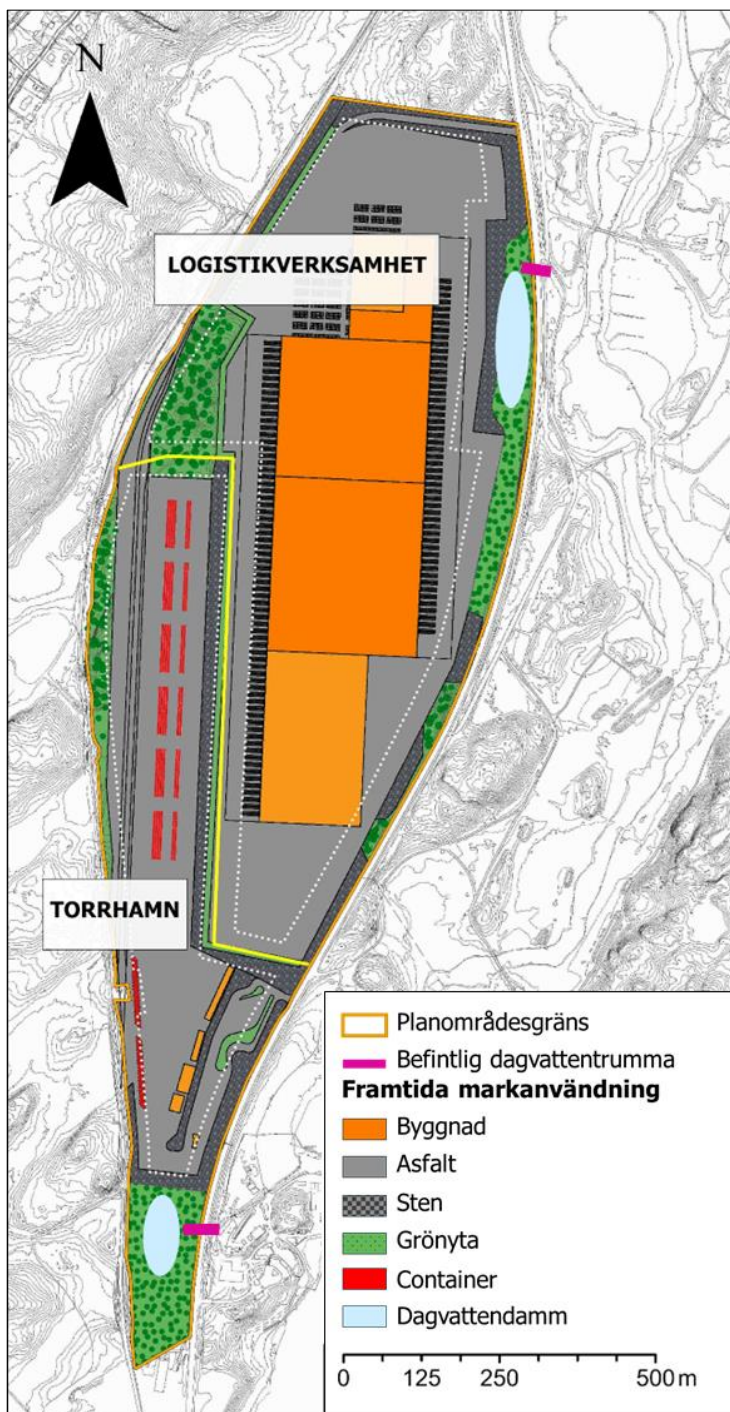 N
LOGISTIKVERKSAMHET
TORRHAMN
Planområdesgräns
Befintlig dagvattentrumma
Framtida markanvändning
Byggnad
Asfalt
Sten
Grönyta
Container
Dagvattendamm
0 125 250 500 m